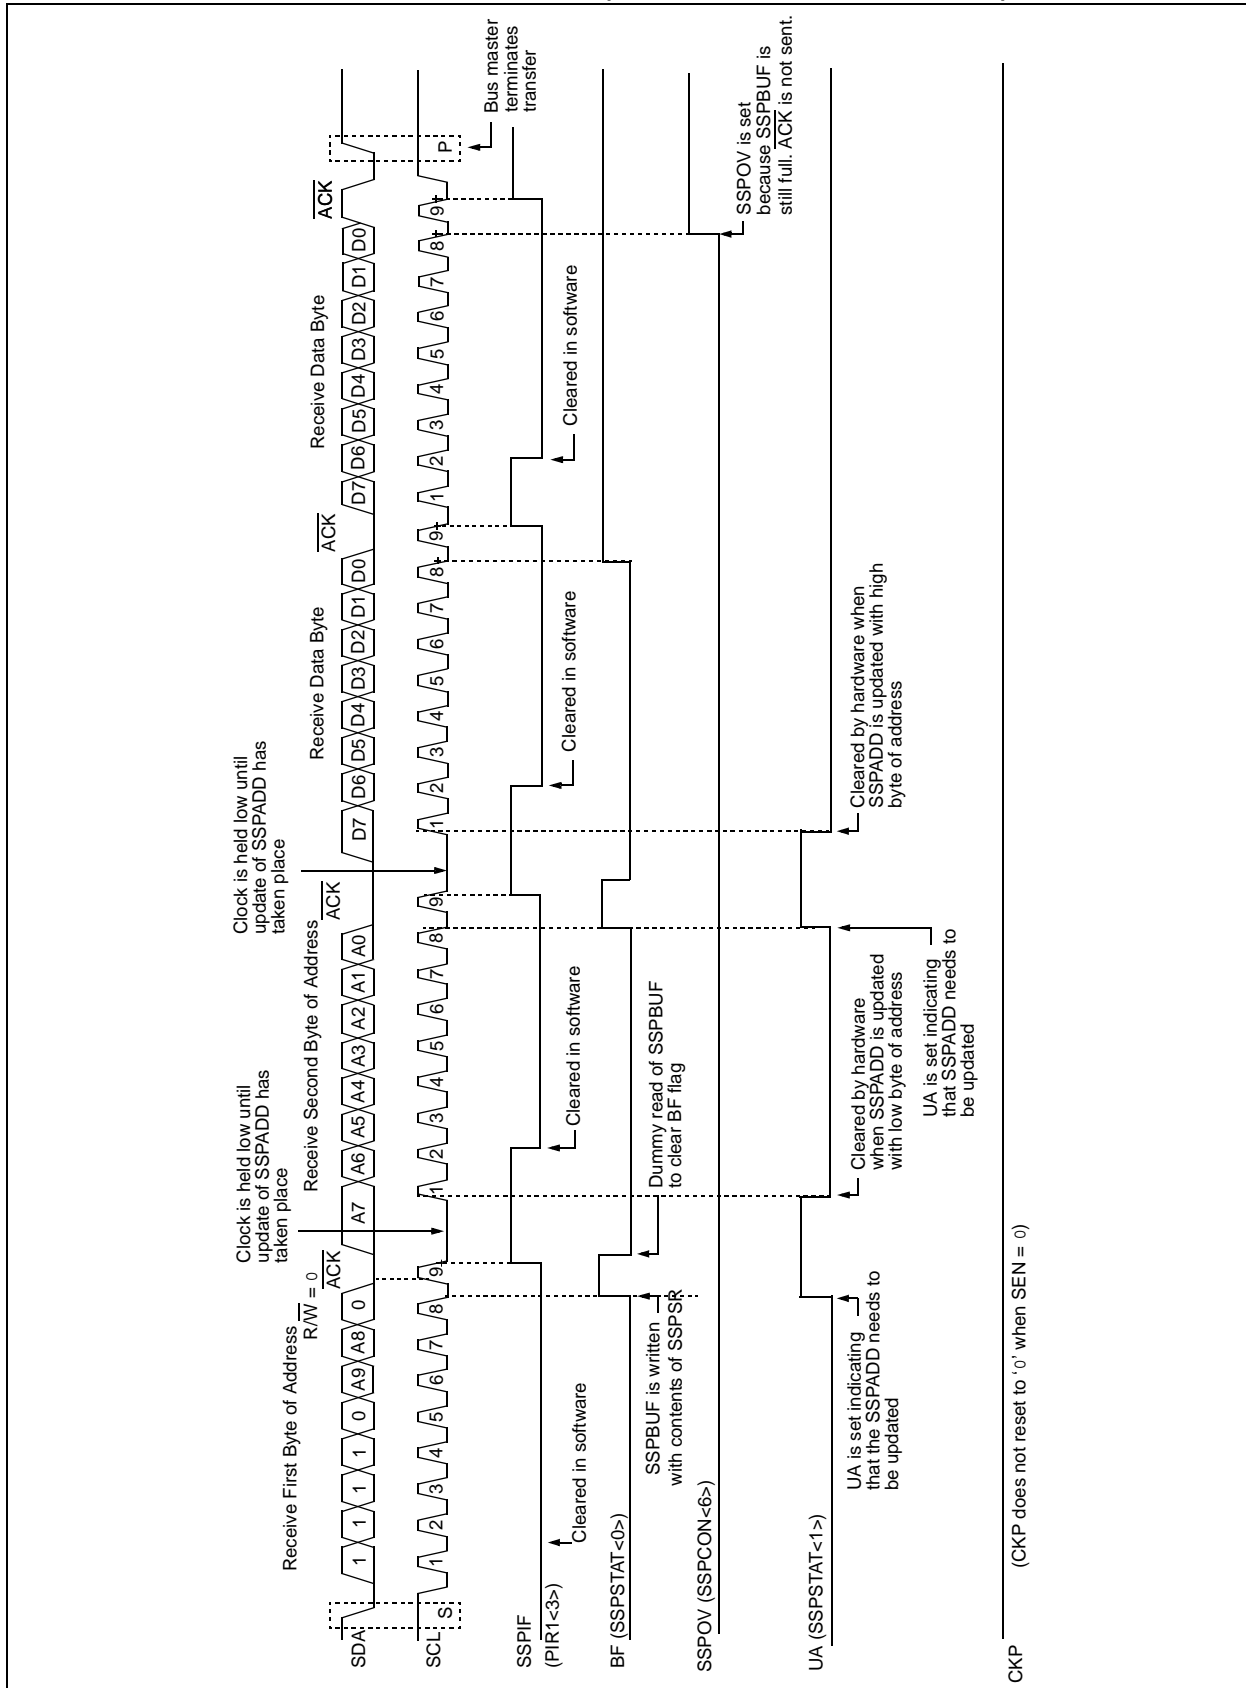 Receive First Byte of Address
R/W = 0
ACK
Clock is held low until
update of SSPADD has
taken place
Receive Second Byte of Address
ACK
Clock is held low until
update of SSPADD has
taken place
Receive Data Byte
ACK
Receive Data Byte
ACK
SDA
1 1 1 1 0 A9 A8 0
A7 A6 A5 A4 A3 A2 A1 A0
D7 D6 D5 D4 D3 D2 D1 D0
D7 D6 D5 D4 D3 D2 D1 D0
SCL
S
1 2 3 4 5 6 7 8 9
1 2 3 4 5 6 7 8 9
1 2 3 4 5 6 7 8 9
1 2 3 4 5 6 7 8 9
P
Bus master
terminates
transfer
SSPIF
(PIR1<3>)
Cleared in software
Cleared in software
Cleared in software
Cleared in software
BF (SSPSTAT<0>)
SSPBUF is written
with contents of SSPSR
Dummy read of SSPBUF
to clear BF flag
SSPOV (SSPCON<6>)
SSPOV is set
because SSPBUF is
still full. ACK is not sent.
UA (SSPSTAT<1>)
UA is set indicating
that the SSPADD needs to
be updated
Cleared by hardware
when SSPADD is updated
with low byte of address
UA is set indicating
that SSPADD needs to
be updated
Cleared by hardware when
SSPADD is updated with high
byte of address
CKP
(CKP does not reset to ‘0’ when SEN = 0)